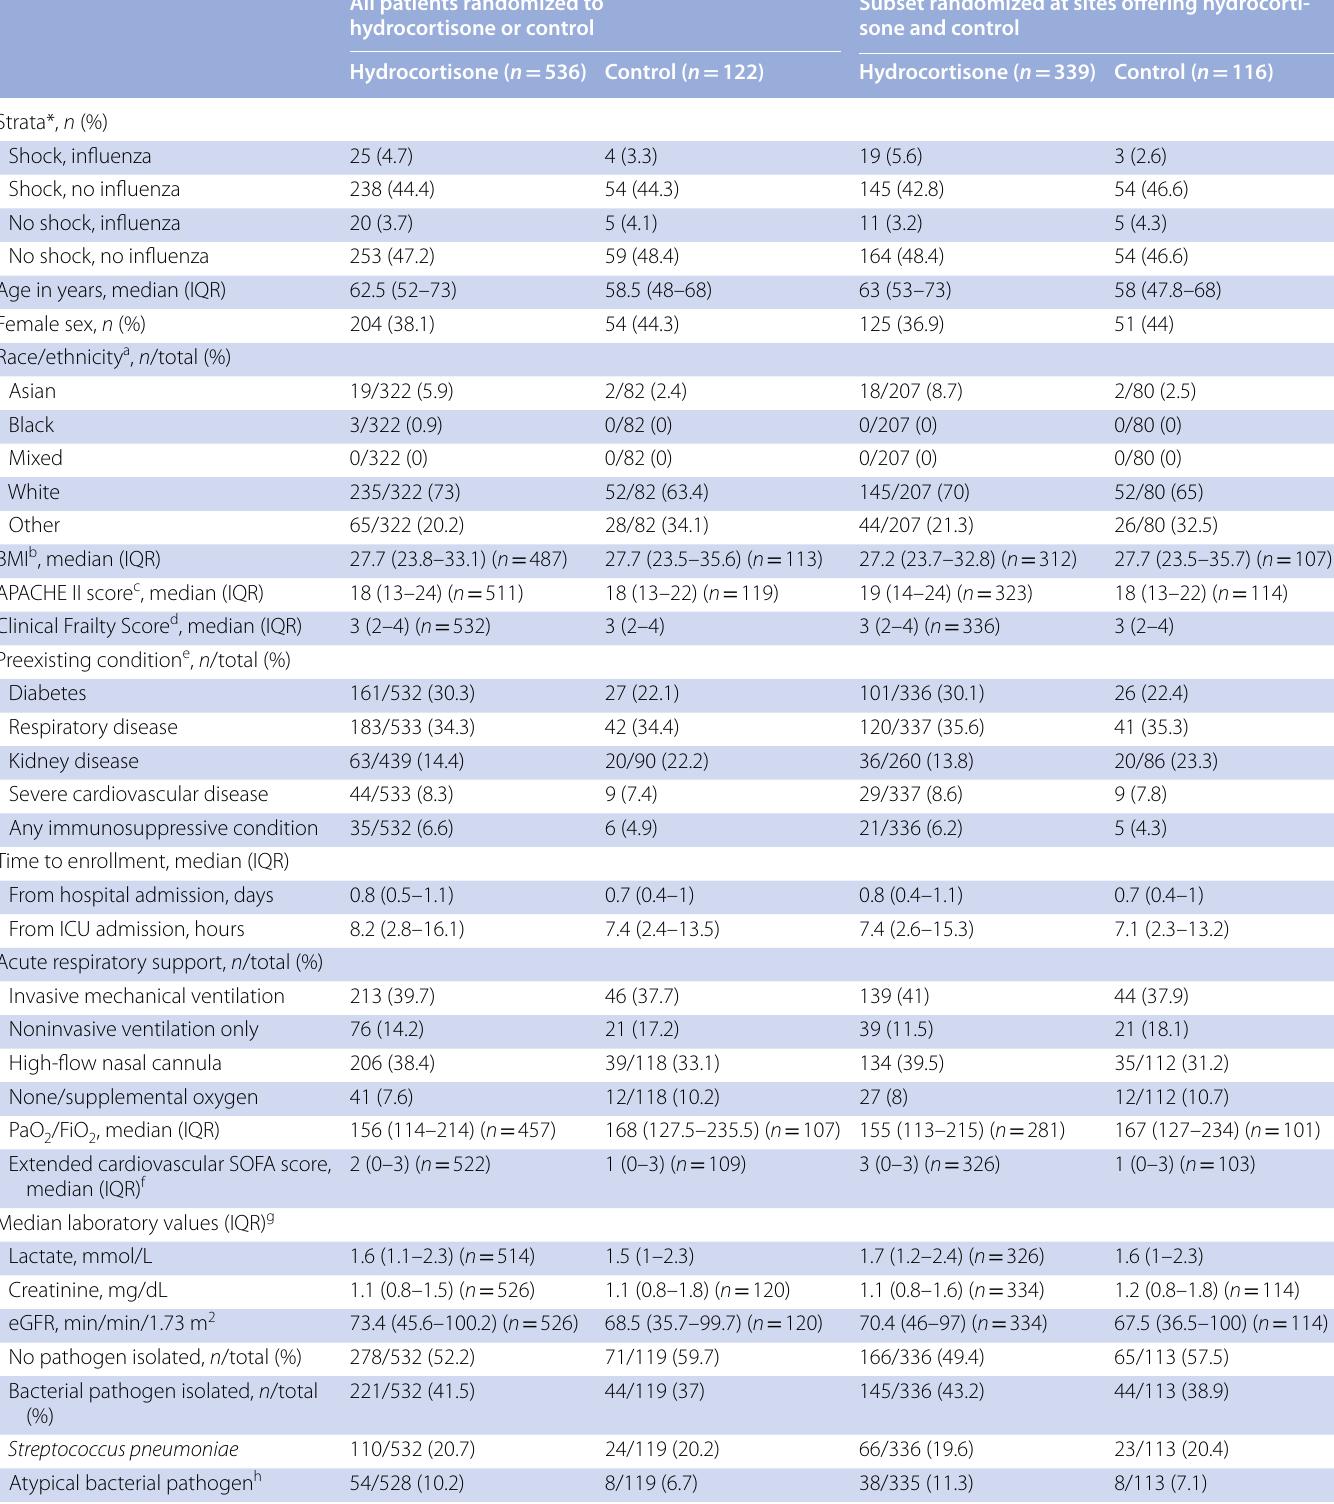 All patients randomized to Subset randomized at sites offering hydrocorti-
hydrocortisone or control sone and control
Hydrocortisone (n = 536) Control (n = 122) Hydrocortisone (n = 339) Control (n = 116)
Strata*, n (%)
Shock, influenza 25 (4.7) 4 (3.3) 19 (5.6) 3 (2.6)
Shock, no influenza 238 (44.4) 54 (44.3) 145 (42.8) 54 (46.6)
No shock, influenza 20 (3.7) 5 (4.1) 11 (3.2) 5 (4.3)
No shock, no influenza 253 (47.2) 59 (48.4) 164 (48.4) 54 (46.6)
Age in years, median (IQR) 62.5 (52–73) 58.5 (48–68) 63 (53–73) 58 (47.8–68)
Female sex, n (%) 204 (38.1) 54 (44.3) 125 (36.9) 51 (44)
Race/ethnicitya, n/total (%)
Asian 19/322 (5.9) 2/82 (2.4) 18/207 (8.7) 2/80 (2.5)
Black 3/322 (0.9) 0/82 (0) 0/207 (0) 0/80 (0)
Mixed 0/322 (0) 0/82 (0) 0/207 (0) 0/80 (0)
White 235/322 (73) 52/82 (63.4) 145/207 (70) 52/80 (65)
Other 65/322 (20.2) 28/82 (34.1) 44/207 (21.3) 26/80 (32.5)
BMIb, median (IQR) 27.7 (23.8–33.1) (n = 487) 27.7 (23.5–35.6) (n = 113) 27.2 (23.7–32.8) (n = 312) 27.7 (23.5–35.7) (n = 107)
APACHE II scorec, median (IQR) 18 (13–24) (n = 511) 18 (13–22) (n = 119) 19 (14–24) (n = 323) 18 (13–22) (n = 114)
Clinical Frailty Scored, median (IQR) 3 (2–4) (n = 532) 3 (2–4) 3 (2–4) (n = 336) 3 (2–4)
Preexisting conditione, n/total (%)
Diabetes 161/532 (30.3) 27 (22.1) 101/336 (30.1) 26 (22.4)
Respiratory disease 183/533 (34.3) 42 (34.4) 120/337 (35.6) 41 (35.3)
Kidney disease 63/439 (14.4) 20/90 (22.2) 36/260 (13.8) 20/86 (23.3)
Severe cardiovascular disease 44/533 (8.3) 9 (7.4) 29/337 (8.6) 9 (7.8)
Any immunosuppressive condition 35/532 (6.6) 6 (4.9) 21/336 (6.2) 5 (4.3)
Time to enrollment, median (IQR)
From hospital admission, days 0.8 (0.5–1.1) 0.7 (0.4–1) 0.8 (0.4–1.1) 0.7 (0.4–1)
From ICU admission, hours 8.2 (2.8–16.1) 7.4 (2.4–13.5) 7.4 (2.6–15.3) 7.1 (2.3–13.2)
Acute respiratory support, n/total (%)
Invasive mechanical ventilation 213 (39.7) 46 (37.7) 139 (41) 44 (37.9)
Noninvasive ventilation only 76 (14.2) 21 (17.2) 39 (11.5) 21 (18.1)
High-flow nasal cannula 206 (38.4) 39/118 (33.1) 134 (39.5) 35/112 (31.2)
None/supplemental oxygen 41 (7.6) 12/118 (10.2) 27 (8) 12/112 (10.7)
PaO2/FiO2, median (IQR) 156 (114–214) (n = 457) 168 (127.5–235.5) (n = 107) 155 (113–215) (n = 281) 167 (127–234) (n = 101)
Extended cardiovascular SOFA score, 2 (0–3) (n = 522) 1 (0–3) (n = 109) 3 (0–3) (n = 326) 1 (0–3) (n = 103)
median (IQR)f
Median laboratory values (IQR)g
Lactate, mmol/L 1.6 (1.1–2.3) (n = 514) 1.5 (1–2.3) 1.7 (1.2–2.4) (n = 326) 1.6 (1–2.3)
Creatinine, mg/dL 1.1 (0.8–1.5) (n = 526) 1.1 (0.8–1.8) (n = 120) 1.1 (0.8–1.6) (n = 334) 1.2 (0.8–1.8) (n = 114)
eGFR, min/min/1.73 m2 73.4 (45.6–100.2) (n = 526) 68.5 (35.7–99.7) (n = 120) 70.4 (46–97) (n = 334) 67.5 (36.5–100) (n = 114)
No pathogen isolated, n/total (%) 278/532 (52.2) 71/119 (59.7) 166/336 (49.4) 65/113 (57.5)
Bacterial pathogen isolated, n/total 221/532 (41.5) 44/119 (37) 145/336 (43.2) 44/113 (38.9)
(%)
Streptococcus pneumoniae 110/532 (20.7) 24/119 (20.2) 66/336 (19.6) 23/113 (20.4)
Atypical bacterial pathogenh 54/528 (10.2) 8/119 (6.7) 38/335 (11.3) 8/113 (7.1)